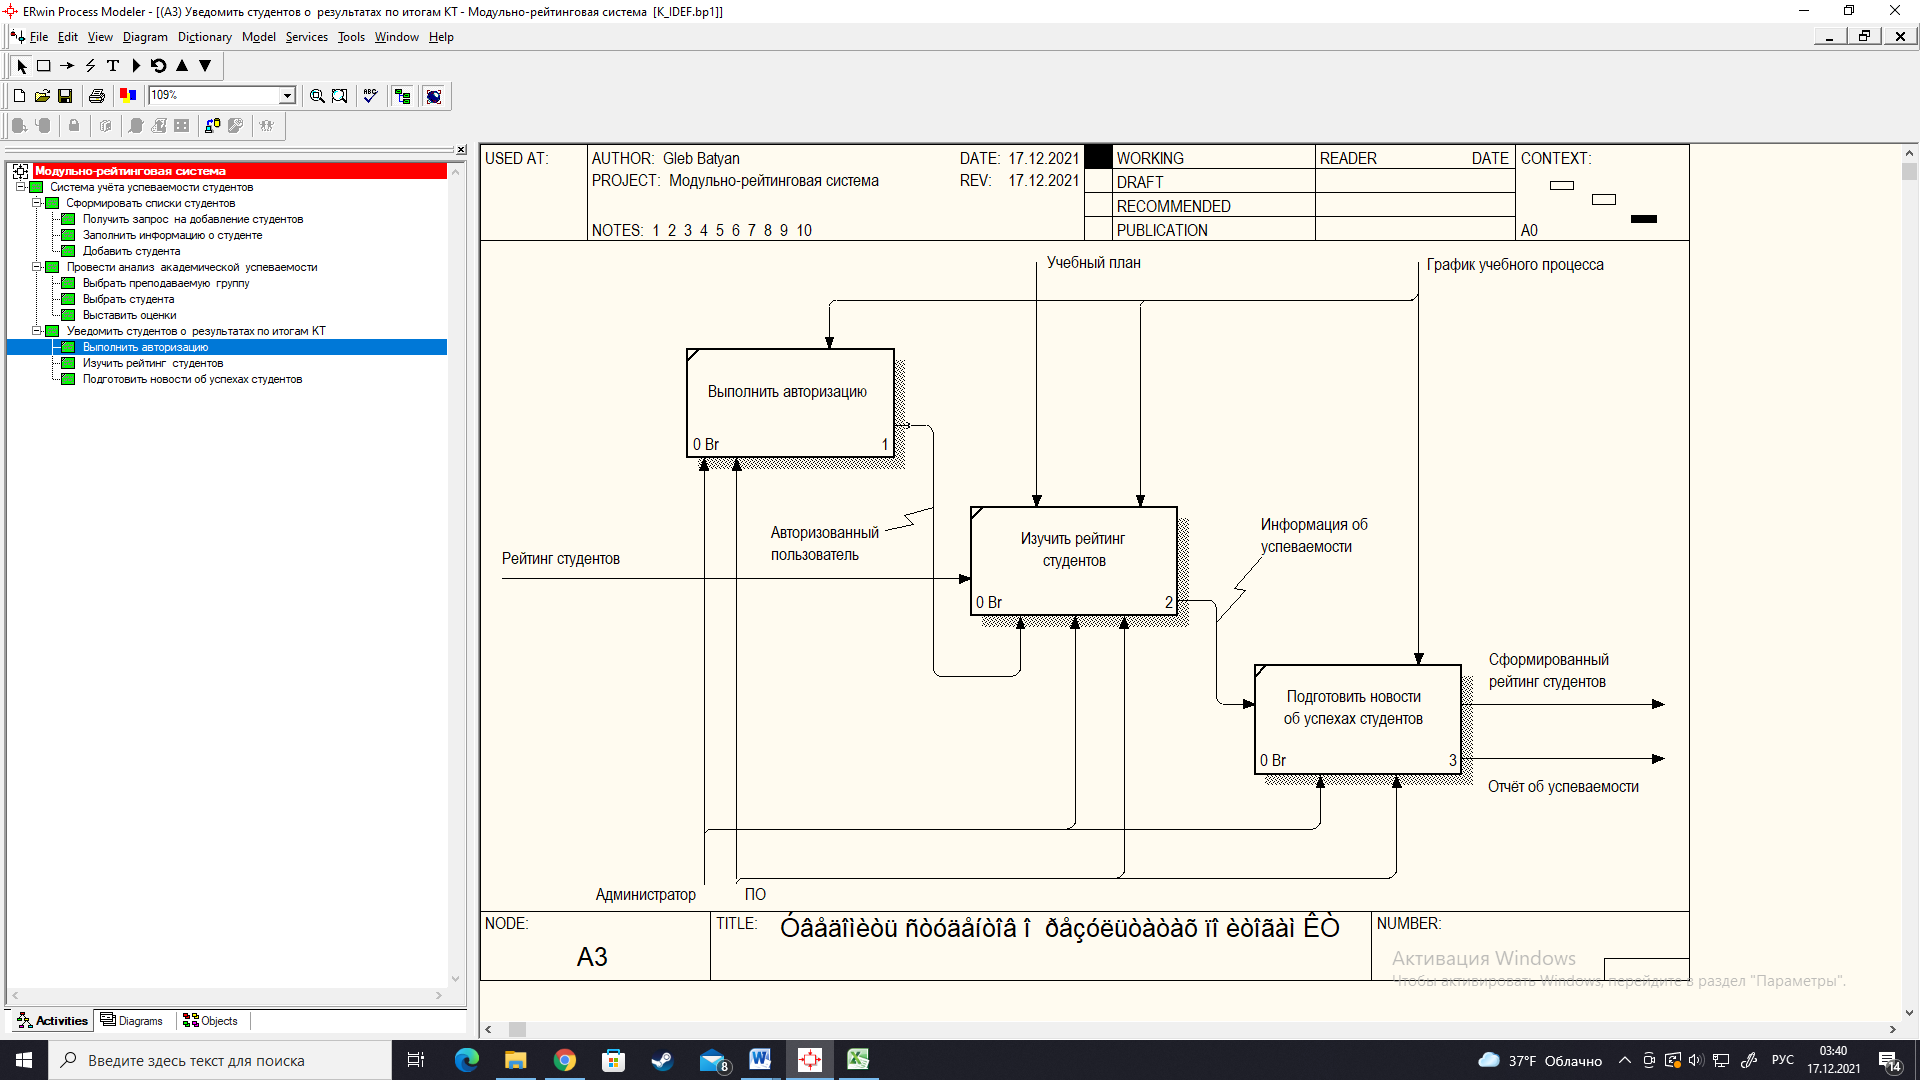 ERwin Process Modeler - [(A3) Уведомить студентов о  результатах по итогам КТ - Модульно-рейтинговая система  [K_IDEF.bp1]]
File Edit View Diagram Dictionary Model Services Tools Window Help
109%
Модульно-рейтинговая система
Система учёта успеваемости студентов
Сформировать списки студентов
Получить запрос  на добавление студентов
Заполнить информацию о студенте
Добавить студента
Провести анализ  академической  успеваемости
Выбрать преподаваемую  группу
Выбрать студента
Выставить оценки
Уведомить студентов о  результатах по итогам КТ
Выполнить авторизацию
Изучить рейтинг  студентов
Подготовить новости об успехах студентов
Activities Diagrams Objects
USED AT: AUTHOR:  Gleb Batyan DATE:  17.12.2021 WORKING READER DATE CONTEXT:
PROJECT:  Модульно-рейтинговая система REV: 17.12.2021 DRAFT
RECOMMENDED
NOTES:  1  2  3  4  5  6  7  8  9  10 PUBLICATION A0
Учебный план
График учебного процесса
Выполнить авторизацию
0 Br 1
Авторизованный
пользователь
Рейтинг студентов
Изучить рейтинг
студентов
0 Br 2
Информация об
успеваемости
Подготовить новости
об успехах студентов
0 Br 3
Сформированный
рейтинг студентов
Отчёт об успеваемости
Администратор ПО
NODE: TITLE: Óâåäîìèòü ñòóäåíòîâ î  ðåçóëüòàòàõ ïî èòîãàì ÊÒ NUMBER:
A3
Активация Windows
Чтобы активировать Windows, перейдите в раздел "Параметры".
Введите здесь текст для поиска
8
37°F Облачно
РУС
03:40
17.12.2021
14